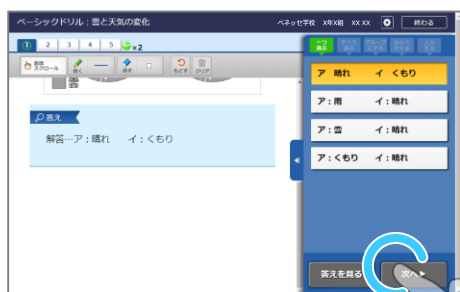 ベーシックドリル：雲と天気の変化
ベネッセ学校 X年X組 XX XX
終わる
1 2 3 4 5 ×2
画面
スクロール
書く
消す
もどす
クリア
雲
答え
解答…ア：晴れ イ：くもり
一つ
選ぶ
ア 晴れ イ くもり
ア：雨 イ：晴れ
ア：雲 イ：晴れ
ア：くもり イ：晴れ
答えを見る
次へ